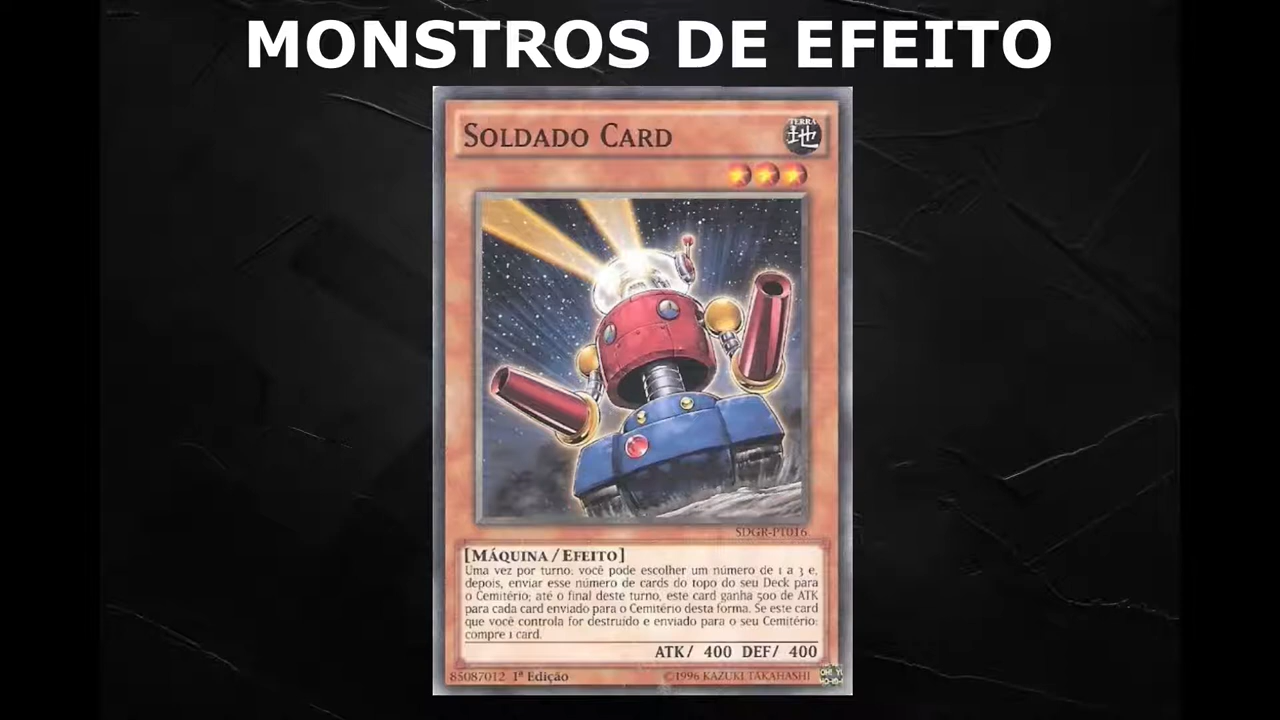 MONSTROS DE EFEITO
SOLDADO CARD
TERRA
地
SDGR-PT016
[MÁQUINA/EFEITO]
Uma vez por turno: você pode escolher um número de 1 a 3 e,
depois, enviar esse número de cards do topo do seu Deck para
o Cemitério; até o final deste turno, este card ganha 500 de ATK
para cada card enviado para o Cemitério desta forma. Se este card
que você controla for destruído e enviado para o seu Cemitério:
compre 1 card.
ATK/ 400 DEF/ 400
85087012 1ª Edição ©1996 KAZUKI TAKAHASHI